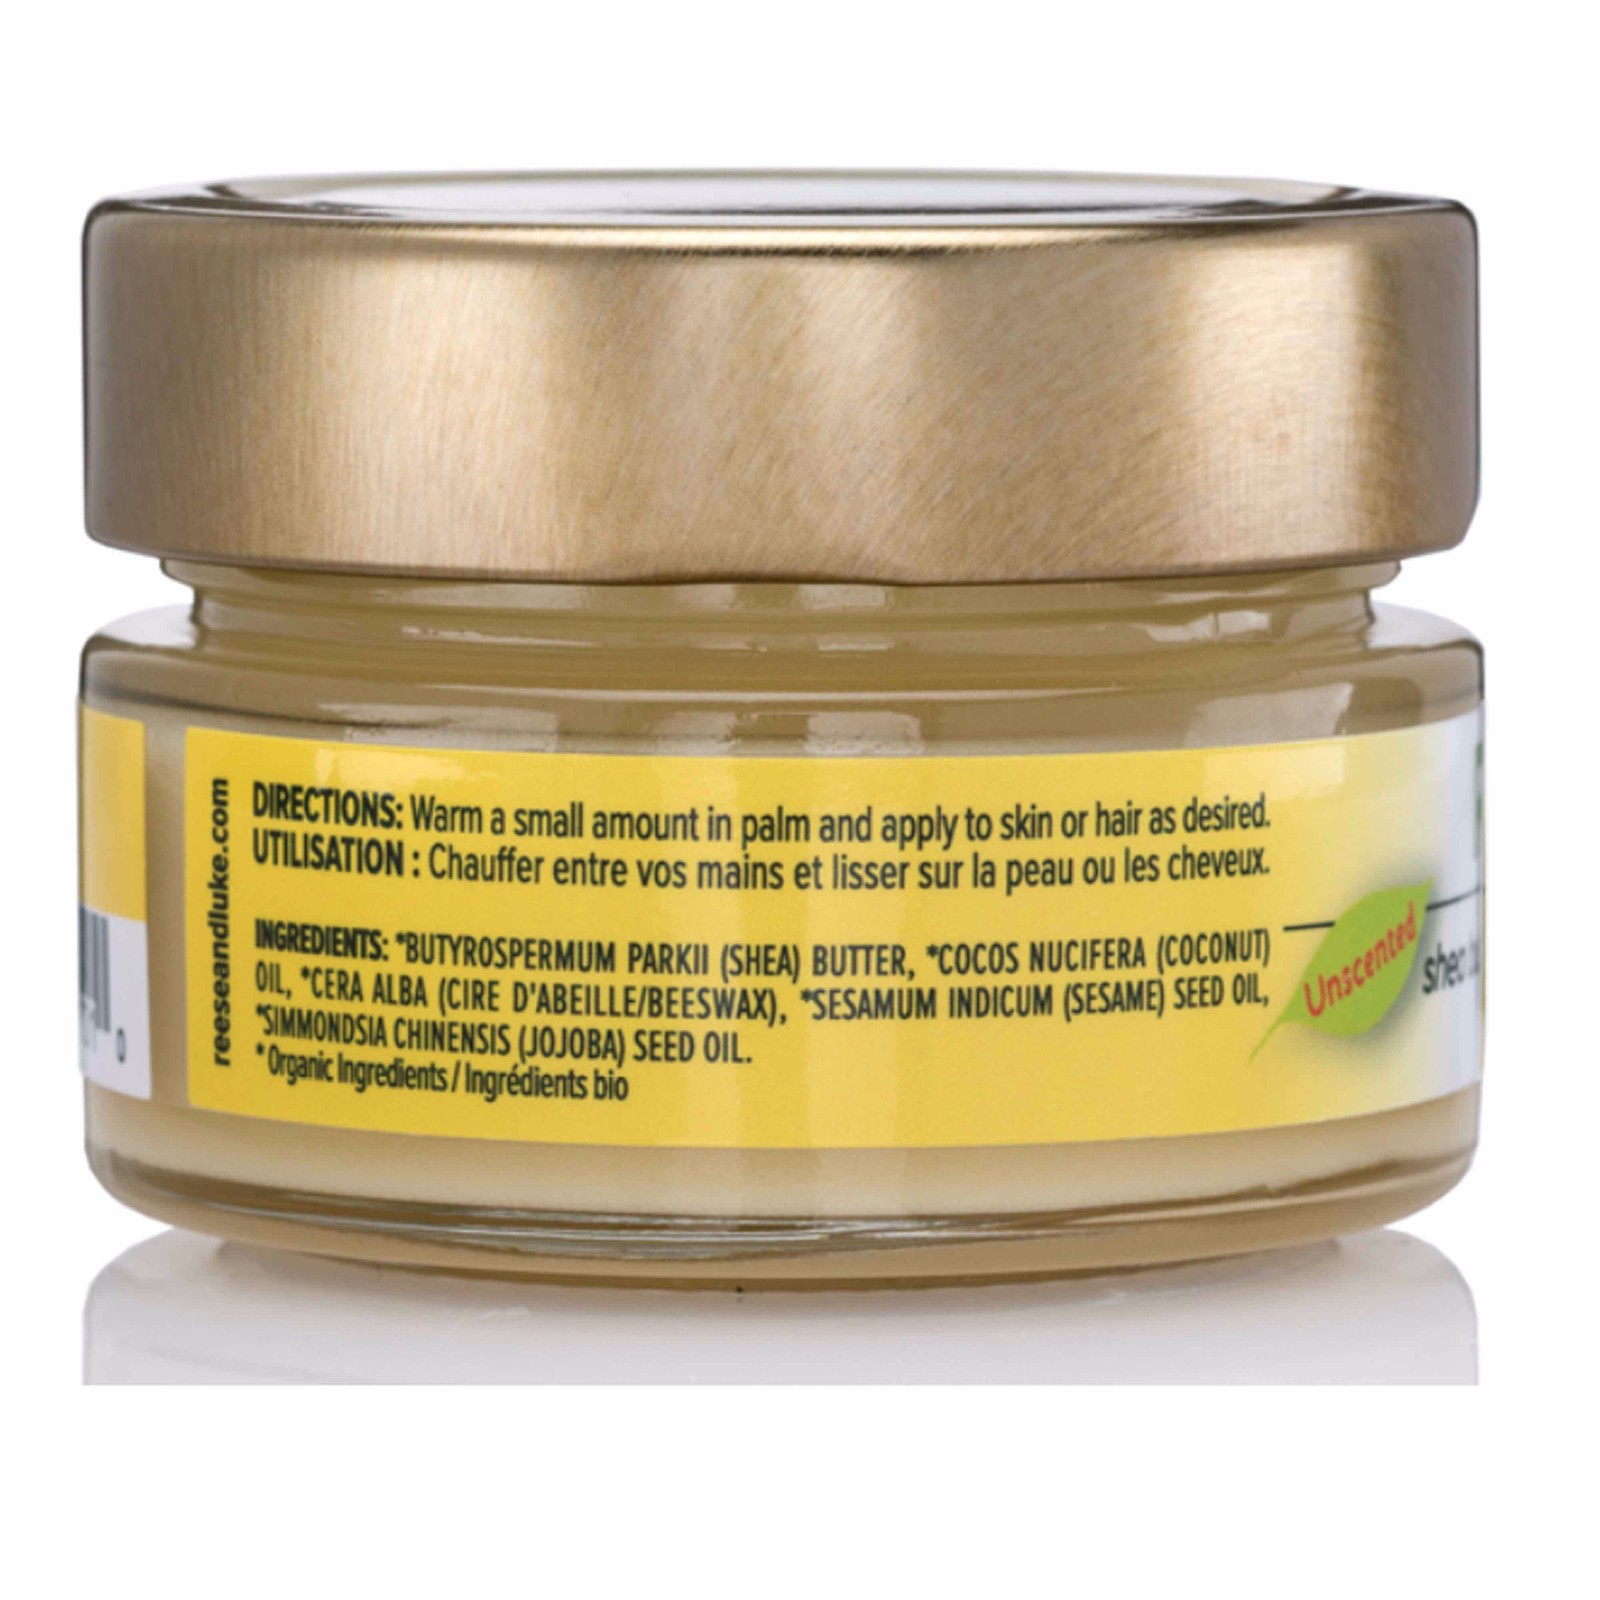 reeseandluke.com
DIRECTIONS: Warm a small amount in palm and apply to skin or hair as desired.
UTILISATION : Chauffer entre vos mains et lisser sur la peau ou les cheveux.
INGREDIENTS: *BUTYROSPERMUM PARKII (SHEA) BUTTER, *COCOS NUCIFERA (COCONUT)
OIL, *CERA ALBA (CIRE D'ABEILLE/BEESWAX), *SESAMUM INDICUM (SESAME) SEED OIL,
*SIMMONDSIA CHINENSIS (JOJOBA) SEED OIL.
* Organic Ingredients / Ingrédients bio
Unscented
shea
0